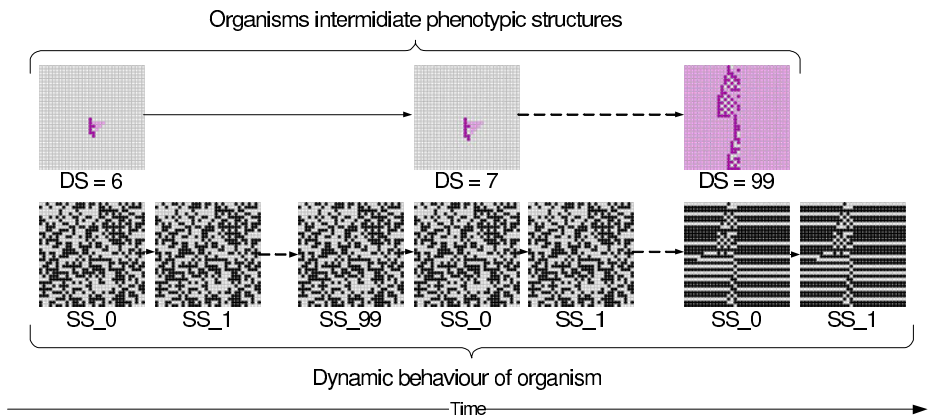 Organisms intermidiate phenotypic structures
DS = 6
DS = 7
DS = 99
SS_0
SS_1
SS_99
SS_0
SS_1
SS_0
SS_1
Dynamic behaviour of organism
Time